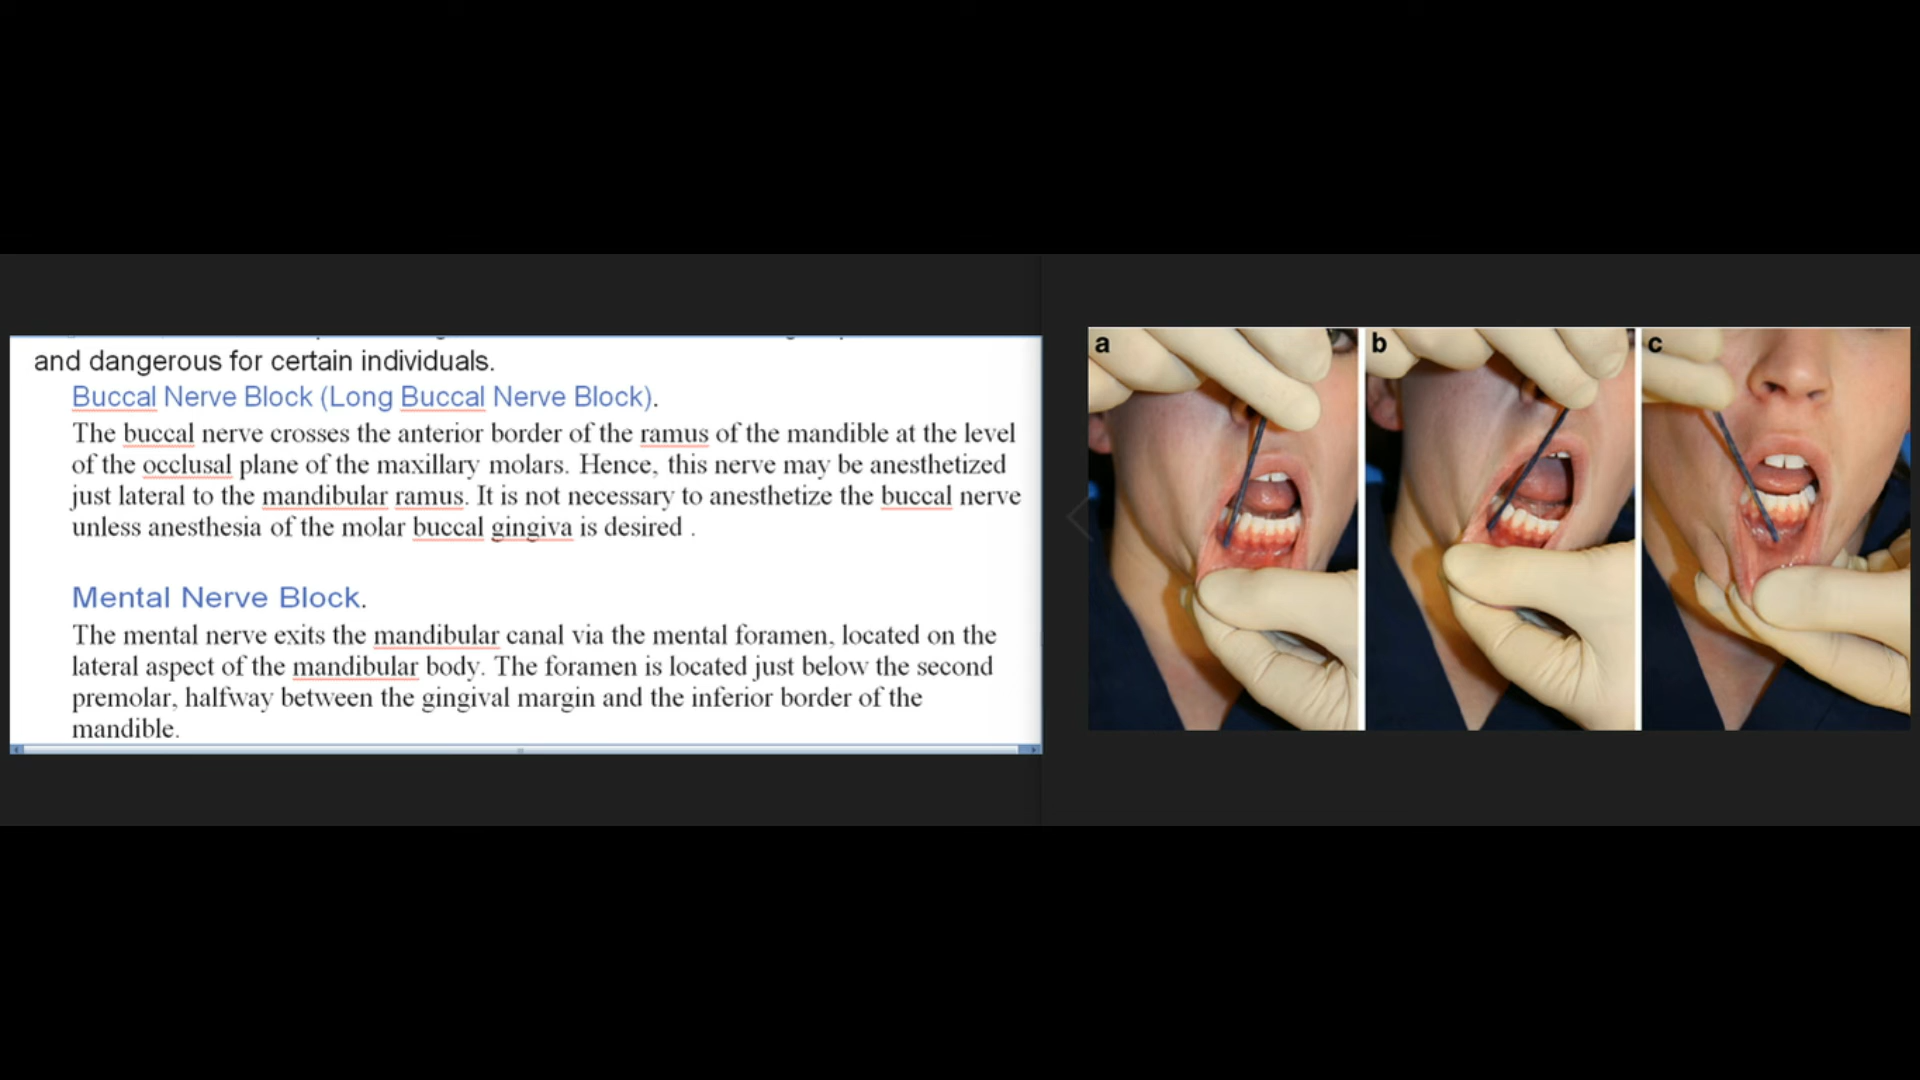 and dangerous for certain individuals.
Buccal Nerve Block (Long Buccal Nerve Block).
The buccal nerve crosses the anterior border of the ramus of the mandible at the level
of the occlusal plane of the maxillary molars. Hence, this nerve may be anesthetized
just lateral to the mandibular ramus. It is not necessary to anesthetize the buccal nerve
unless anesthesia of the molar buccal gingiva is desired .
Mental Nerve Block.
The mental nerve exits the mandibular canal via the mental foramen, located on the
lateral aspect of the mandibular body. The foramen is located just below the second
premolar, halfway between the gingival margin and the inferior border of the
mandible.
a
b
c